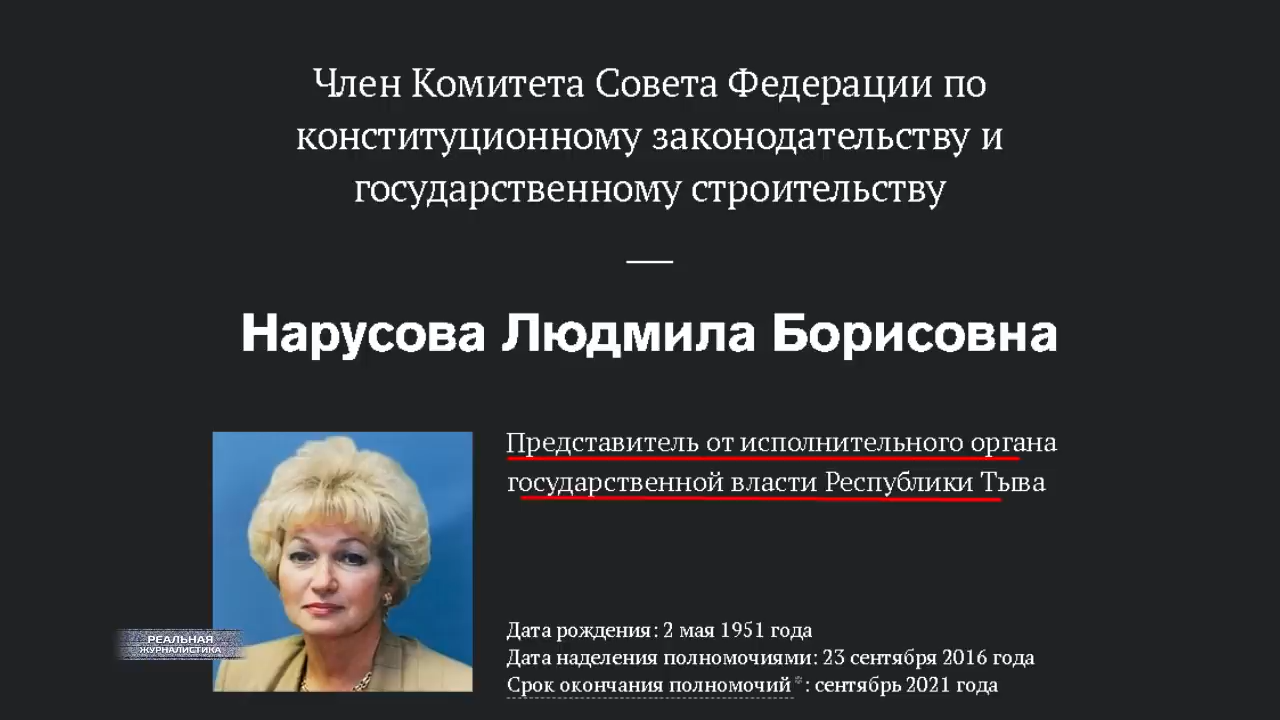 Член Комитета Совета Федерации по
конституционному законодательству и
государственному строительству
Нарусова Людмила Борисовна
Представитель от исполнительного органа
государственной власти Республики Тыва
Дата рождения: 2 мая 1951 года
Дата наделения полномочиями: 23 сентября 2016 года
Срок окончания полномочий*: сентябрь 2021 года
РЕАЛЬНАЯ
ЖУРНАЛИСТИКА